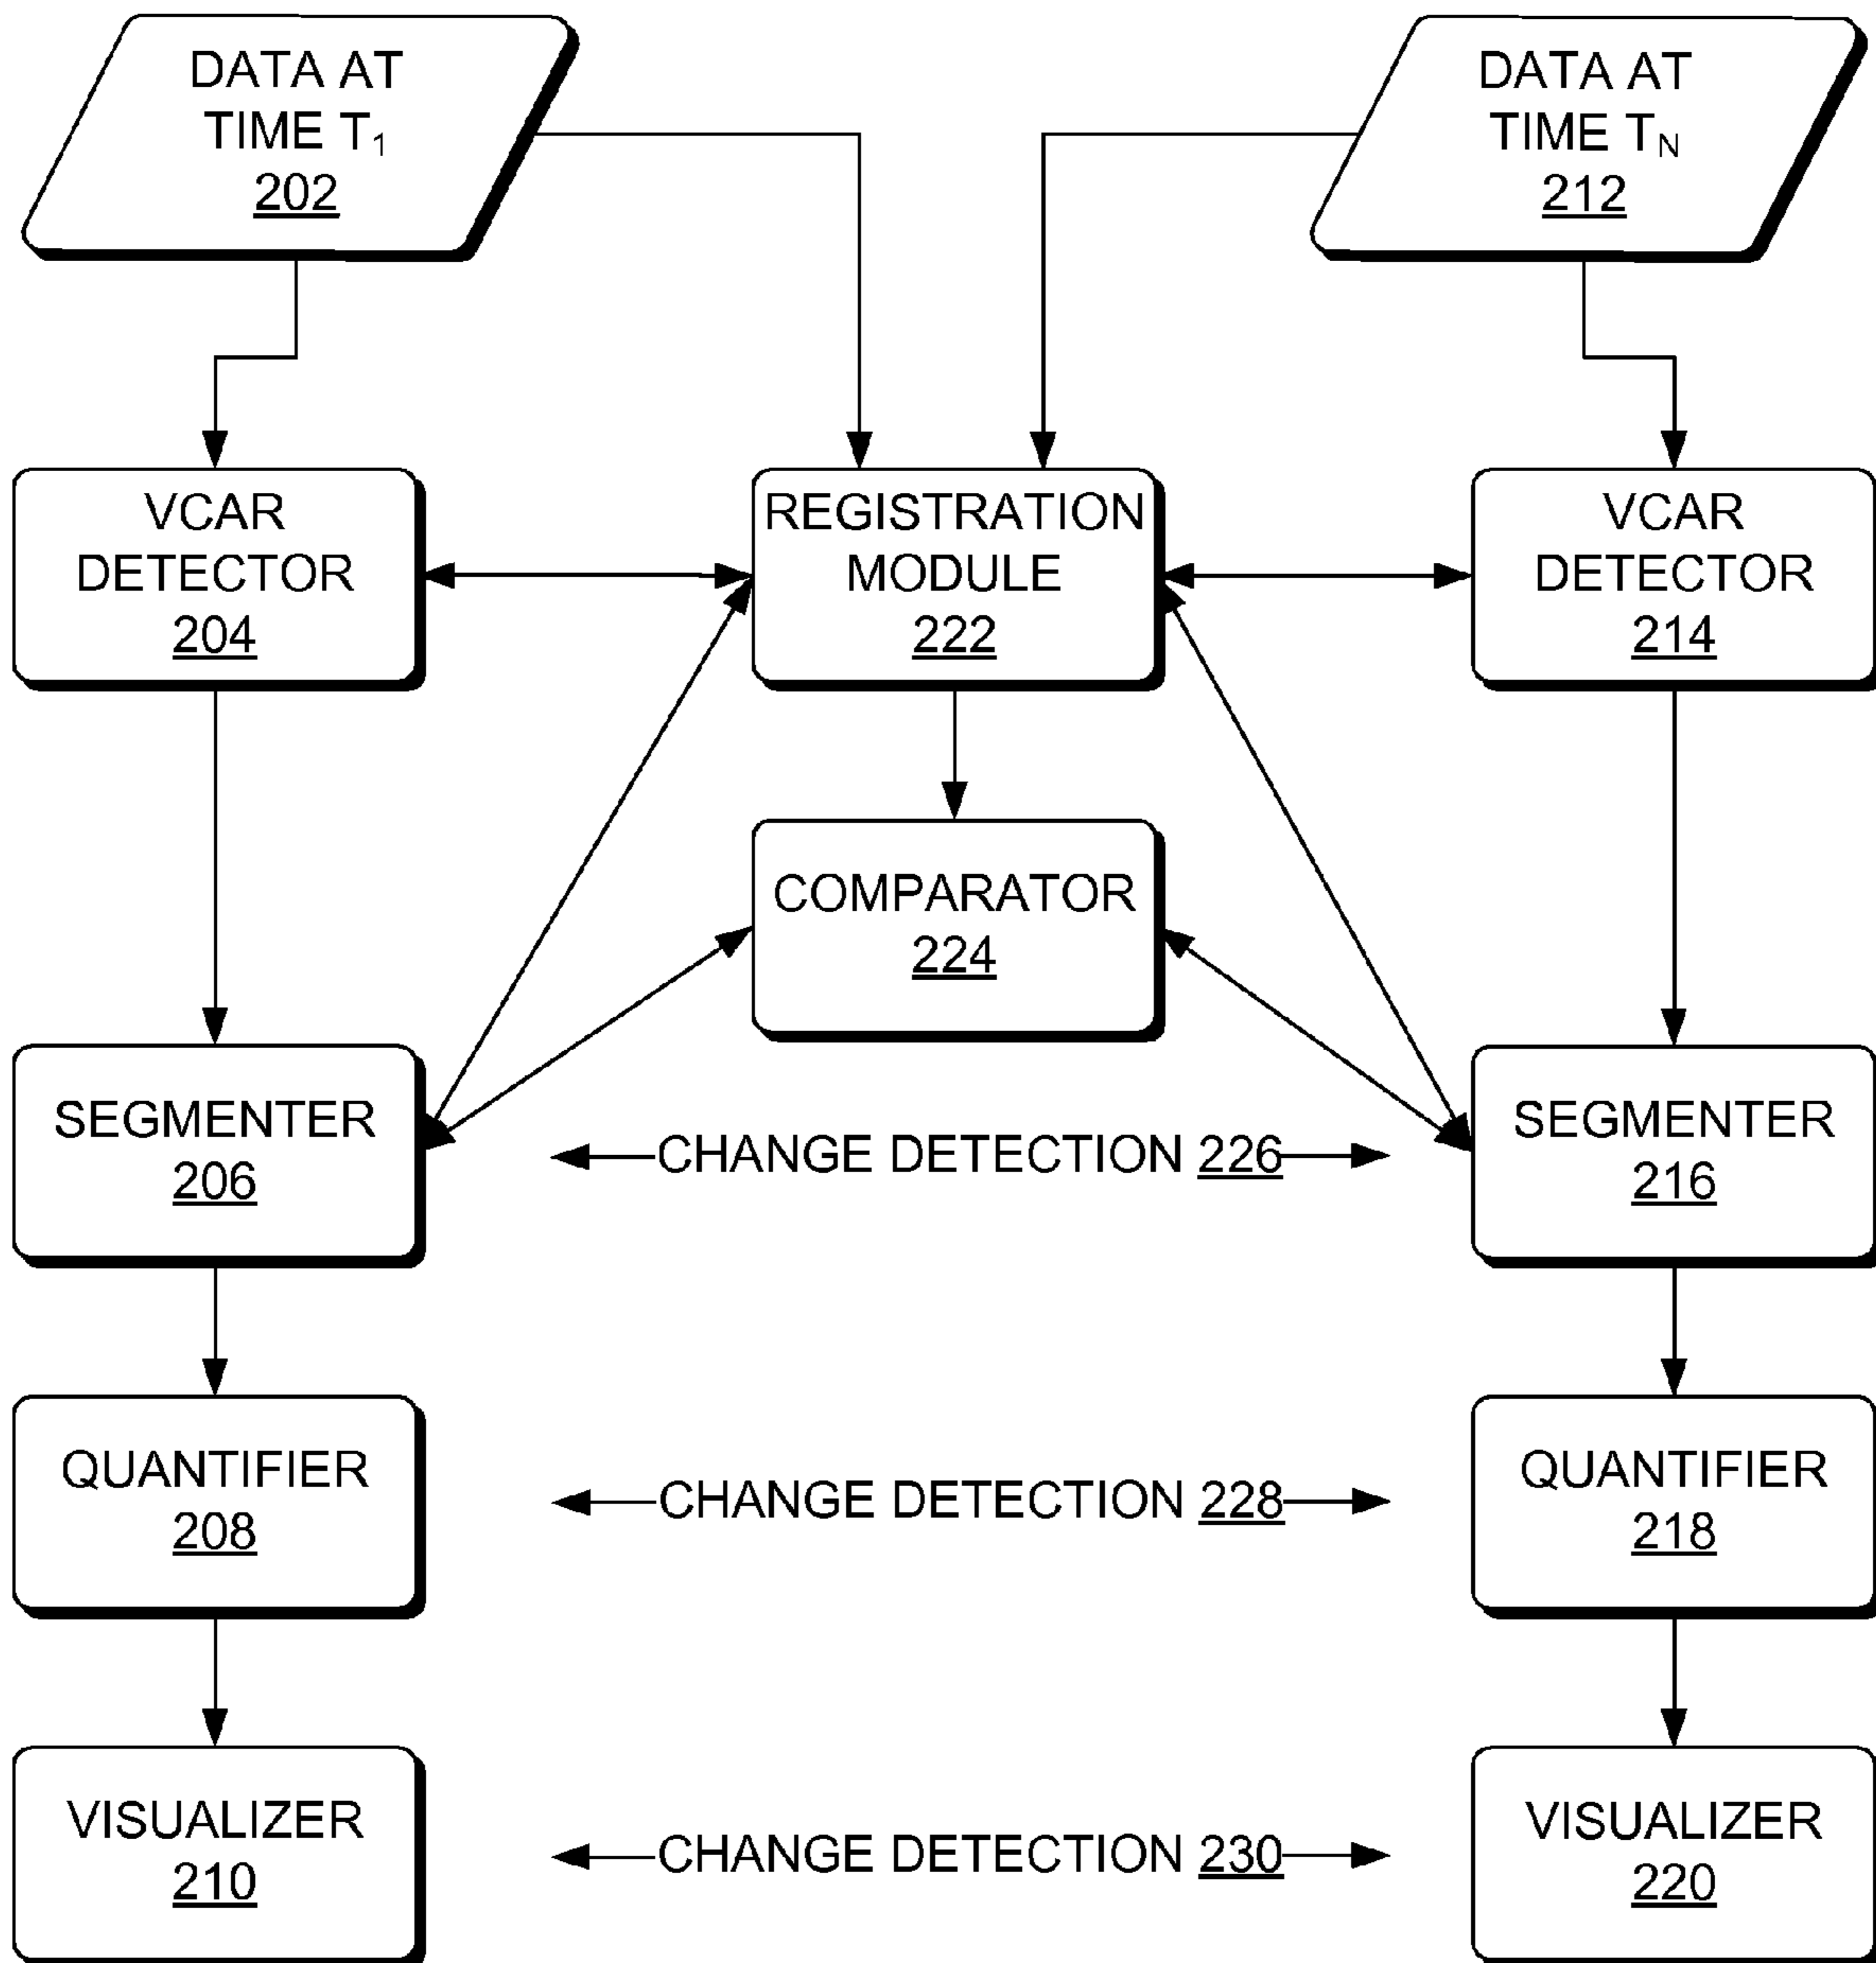 DATA AT
TIME T₁
202
DATA AT
TIME T_N
212
VCAR
DETECTOR
204
REGISTRATION
MODULE
222
VCAR
DETECTOR
214
COMPARATOR
224
SEGMENTER
206
CHANGE DETECTION 226
SEGMENTER
216
QUANTIFIER
208
CHANGE DETECTION 228
QUANTIFIER
218
VISUALIZER
210
CHANGE DETECTION 230
VISUALIZER
220